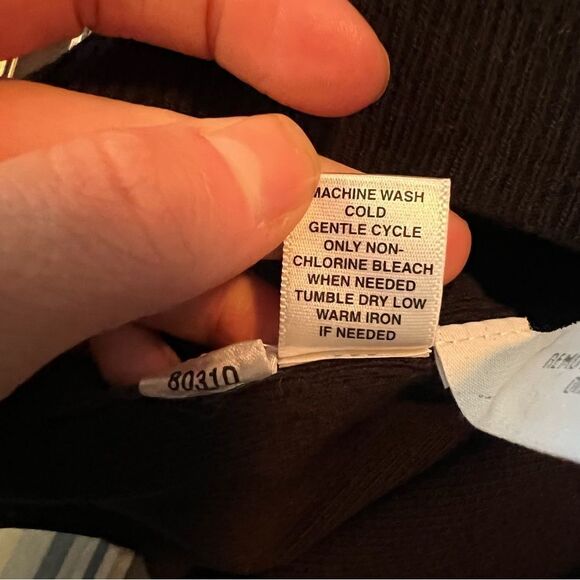 MACHINE WASH
COLD
GENTLE CYCLE
ONLY NON-
CHLORINE BLEACH
WHEN NEEDED
TUMBLE DRY LOW
WARM IRON
IF NEEDED
80310